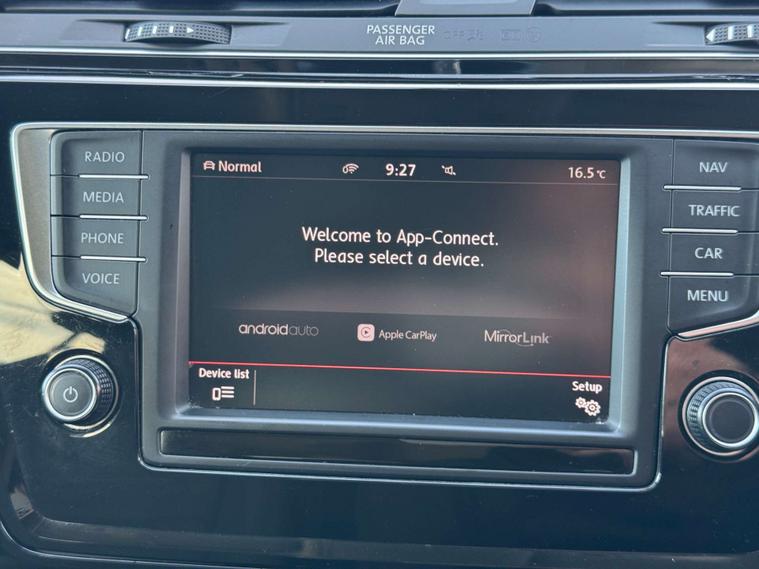 PASSENGER
AIR BAG
OFF
RADIO
MEDIA
PHONE
VOICE
Normal
9:27
16.5°C
Welcome to App-Connect.
Please select a device.
androidauto
Apple CarPlay
MirrorLink
Device list
Setup
NAV
TRAFFIC
CAR
MENU